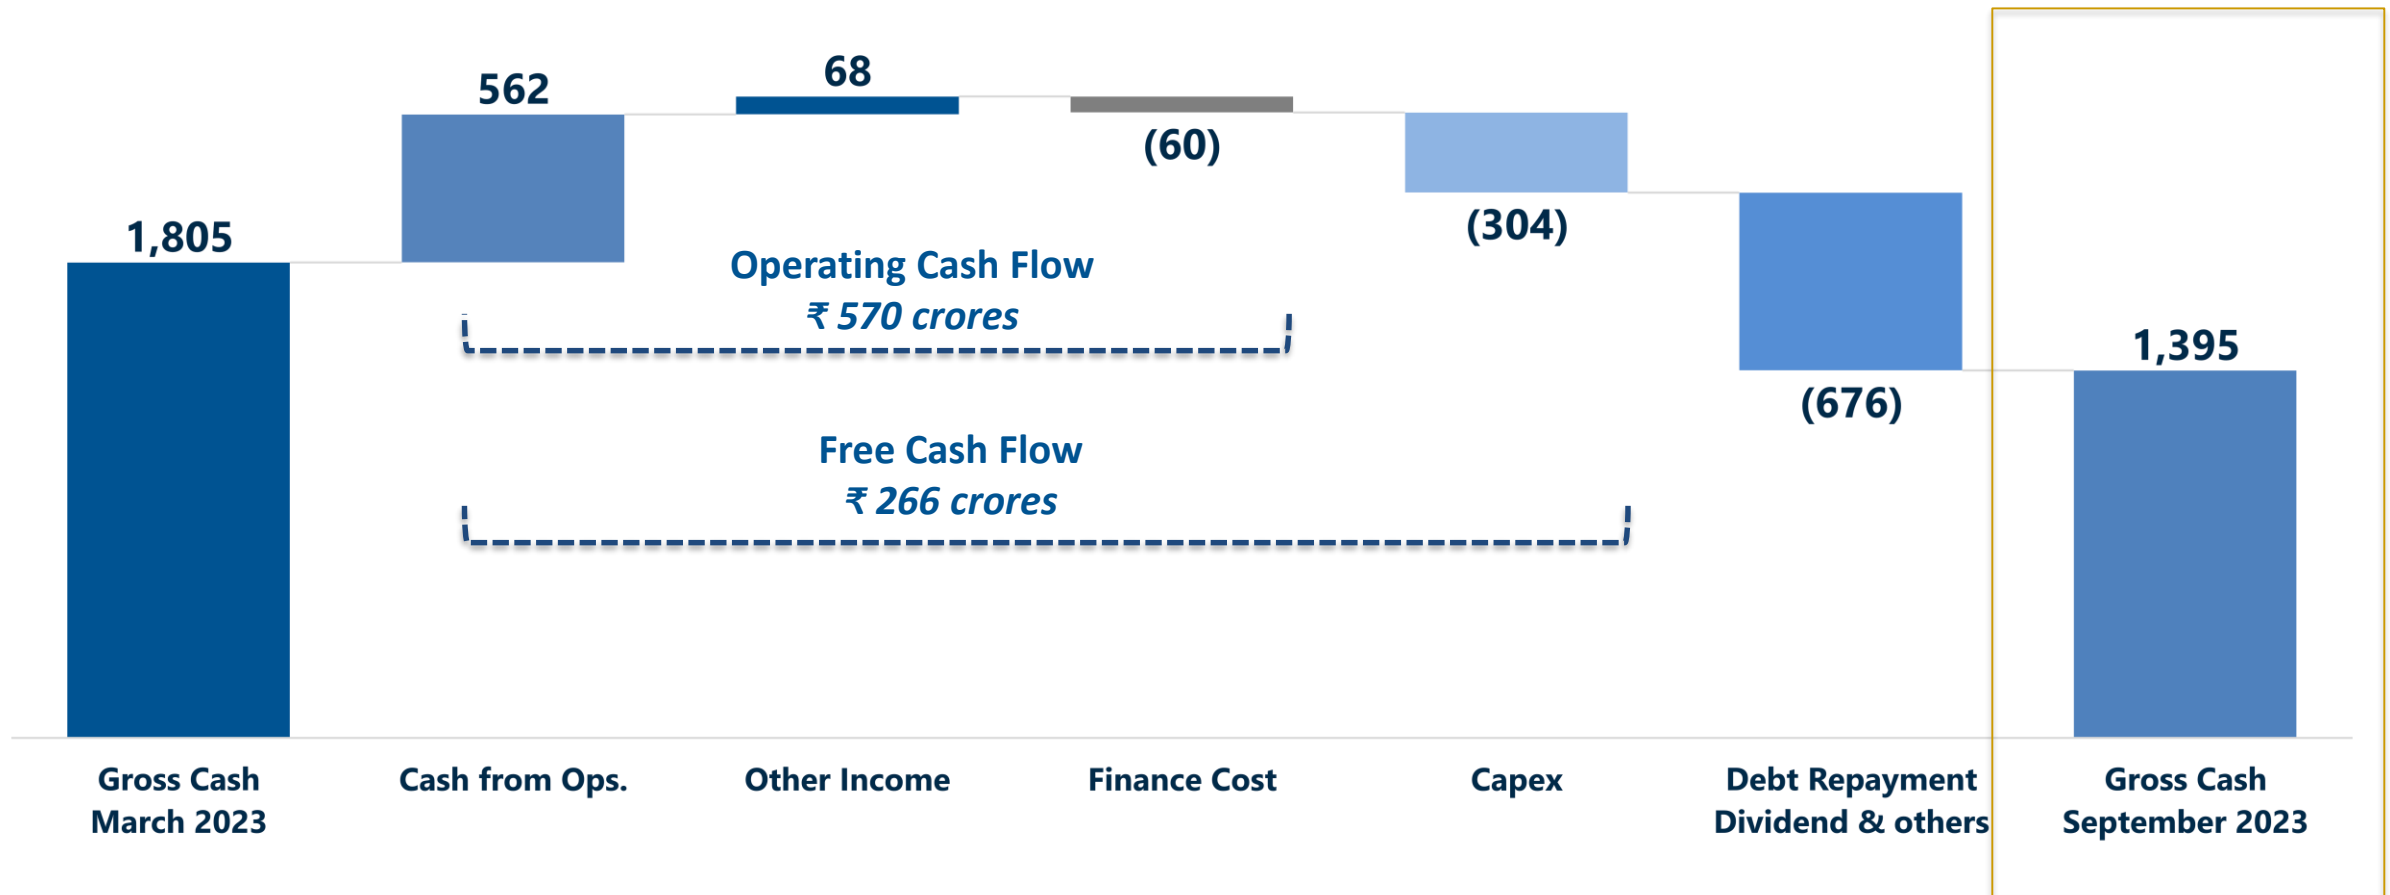 562
68
(60)
1,805
(304)
Operating Cash Flow
₹ 570 crores
1,395
(676)
Free Cash Flow
₹ 266 crores
Gross Cash
March 2023
Cash from Ops.
Other Income
Finance Cost
Capex
Debt Repayment
Dividend & others
Gross Cash
September 2023